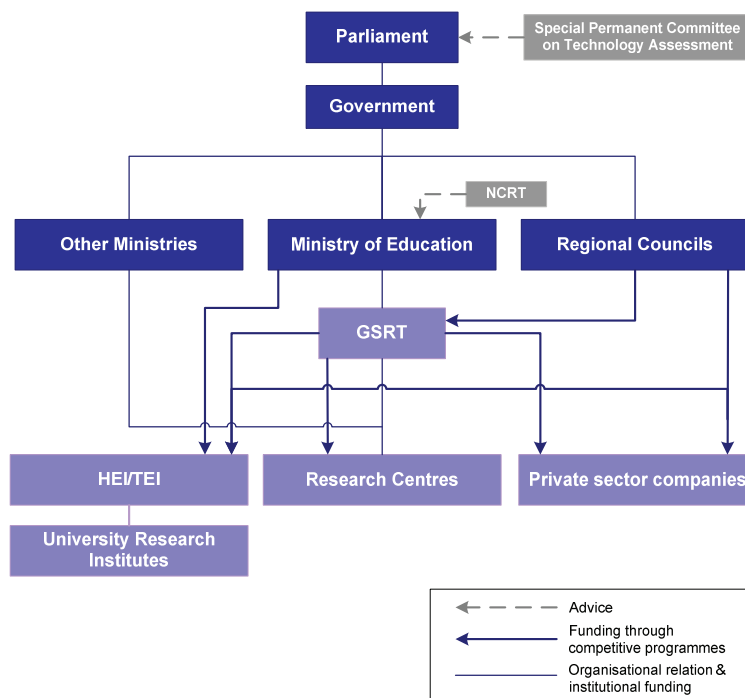 Parliament
Special Permanent Committee
on Technology Assessment
Government
NCRT
Other Ministries
Ministry of Education
Regional Councils
GSRT
HEI/TEI
Research Centres
Private sector companies
University Research
Institutes
Advice
Funding through
competitive programmes
Organisational relation &
institutional funding